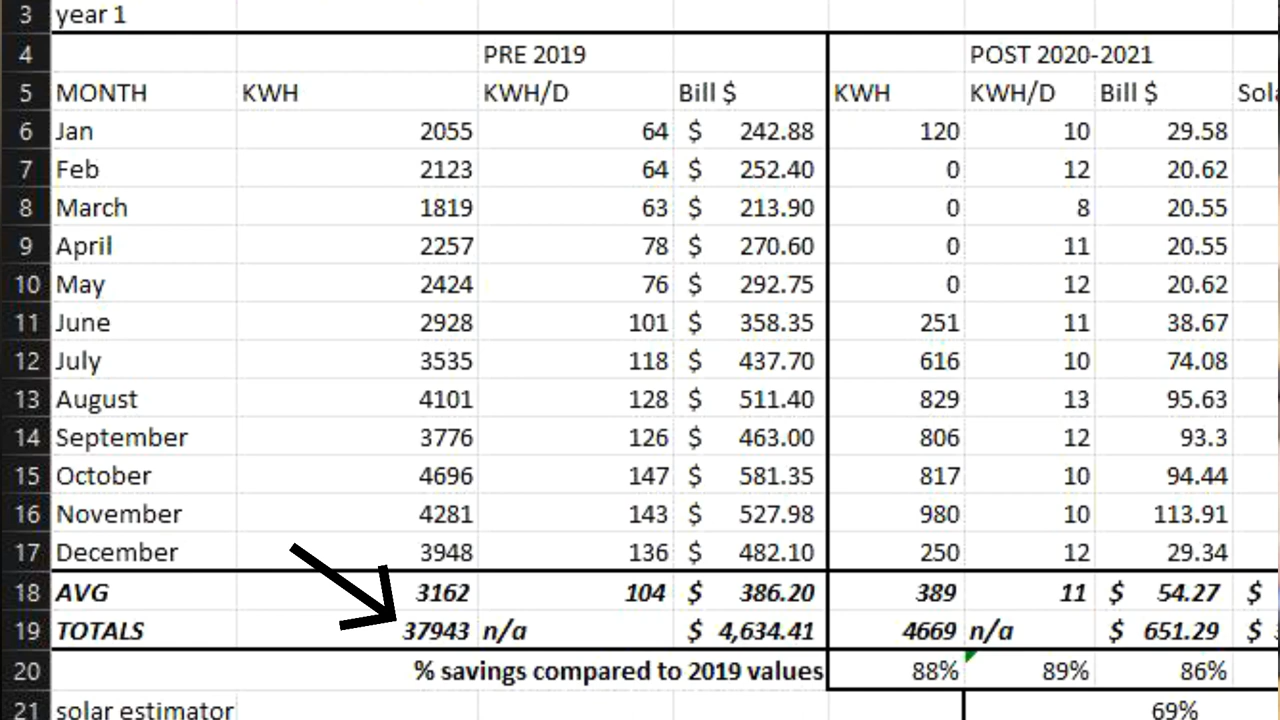 3 year 1
4 PRE 2019 POST 2020-2021
5 MONTH KWH KWH/D Bill $ KWH KWH/D Bill $
6 Jan 2055 64 $ 242.88 120 10 29.58
7 Feb 2123 64 $ 252.40 0 12 20.62
8 March 1819 63 $ 213.90 0 8 20.55
9 April 2257 78 $ 270.60 0 11 20.55
10 May 2424 76 $ 292.75 0 12 20.62
11 June 2928 101 $ 358.35 251 11 38.67
12 July 3535 118 $ 437.70 616 10 74.08
13 August 4101 128 $ 511.40 829 13 95.63
14 September 3776 126 $ 463.00 806 12 93.3
15 October 4696 147 $ 581.35 817 10 94.44
16 November 4281 143 $ 527.98 980 10 113.91
17 December 3948 136 $ 482.10 250 12 29.34
18 AVG 3162 104 $ 386.20 389 11 $ 54.27 $
19 TOTALS 37943 n/a $ 4,634.41 4669 n/a $ 651.29 $
20 % savings compared to 2019 values 88% 89% 86%
21 solar estimator 69%